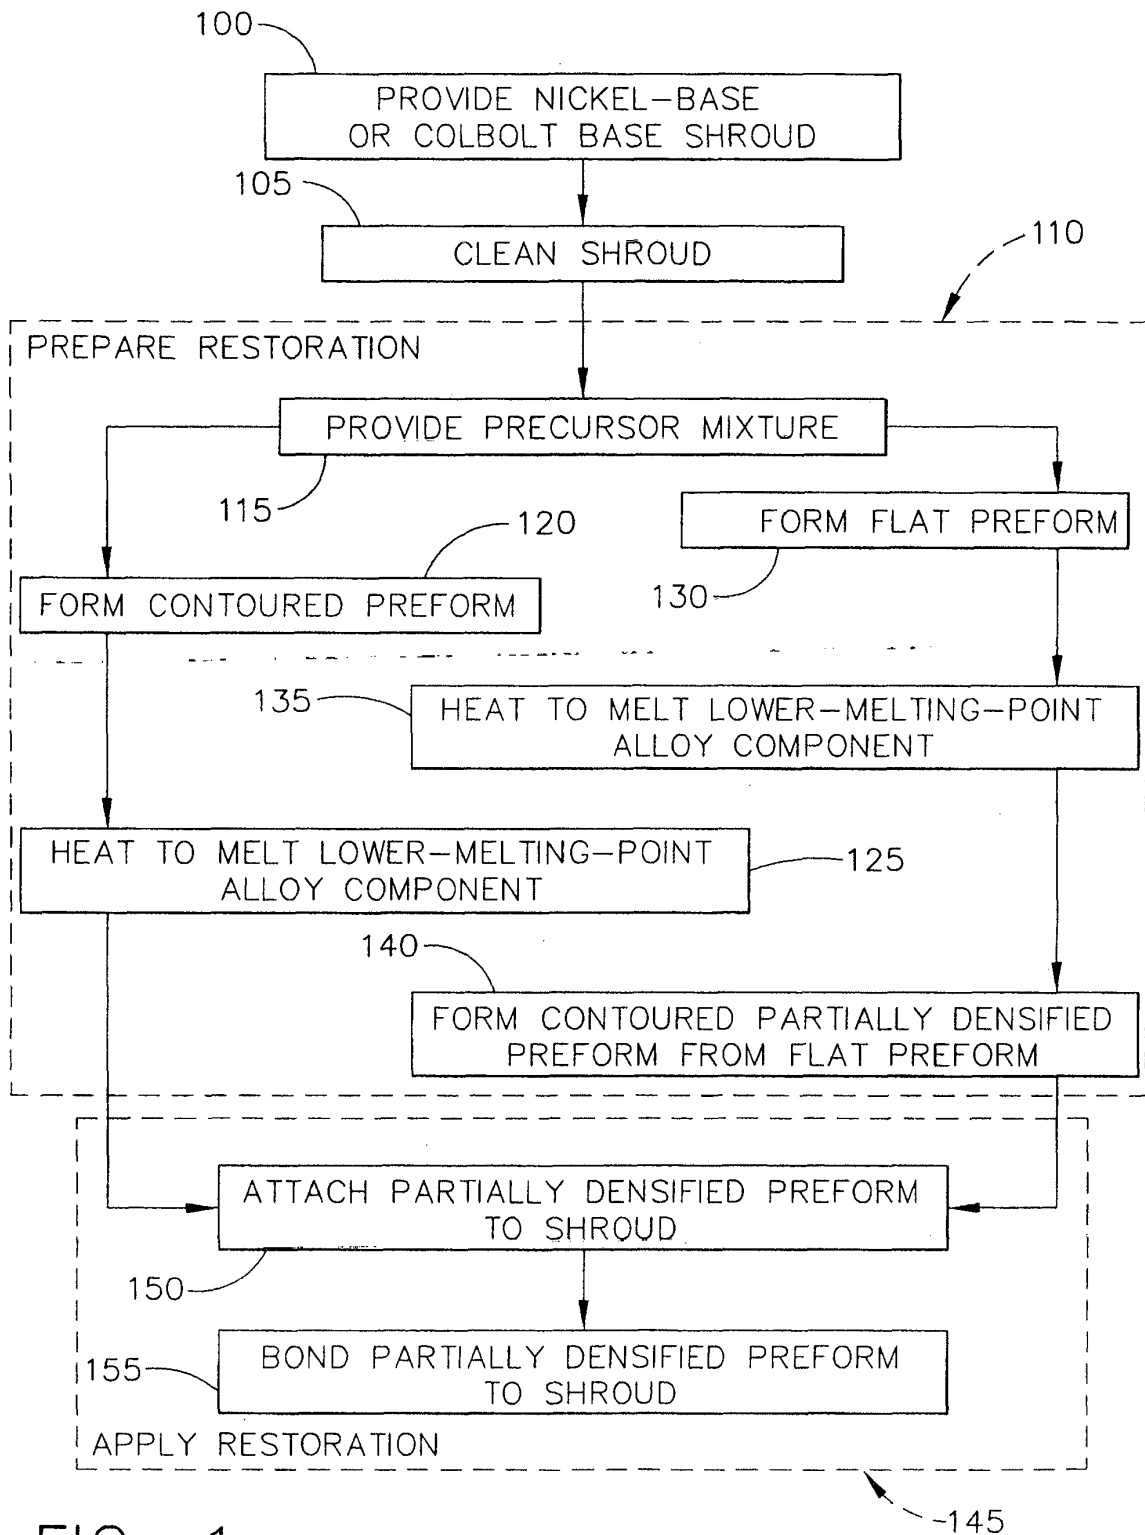 100
PROVIDE NICKEL-BASE
OR COLBOLT BASE SHROUD
105
CLEAN SHROUD
110
PREPARE RESTORATION
PROVIDE PRECURSOR MIXTURE
115
120
FORM FLAT PREFORM
130
FORM CONTOURED PREFORM
135
HEAT TO MELT LOWER-MELTING-POINT
ALLOY COMPONENT
HEAT TO MELT LOWER-MELTING-POINT
ALLOY COMPONENT
125
140
FORM CONTOURED PARTIALLY DENSIFIED
PREFORM FROM FLAT PREFORM
ATTACH PARTIALLY DENSIFIED PREFORM
TO SHROUD
150
BOND PARTIALLY DENSIFIED PREFORM
TO SHROUD
155
APPLY RESTORATION
145
FIG. 1